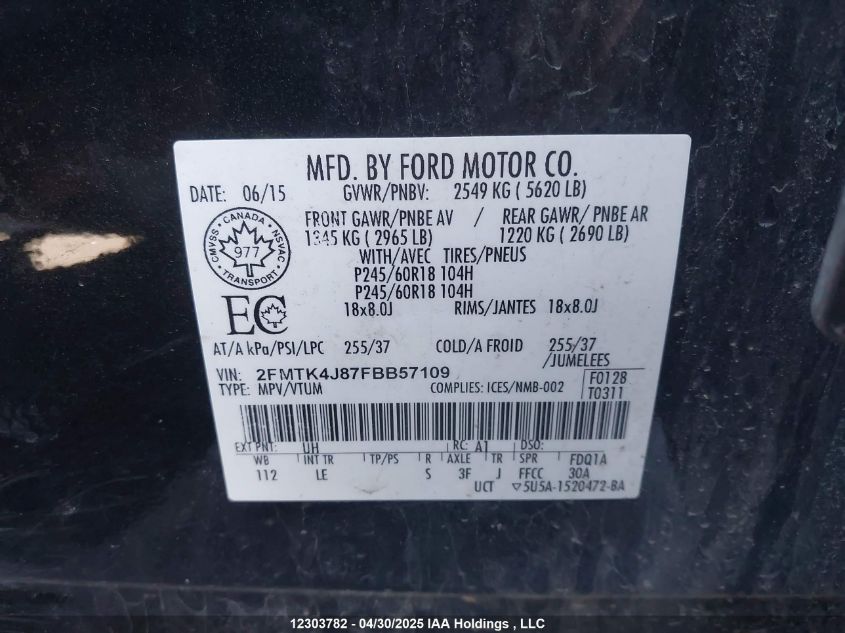 MFD. BY FORD MOTOR CO.
DATE: 06/15 GVWR/PNBV: 2549 KG ( 5620 LB)
FRONT GAWR/PNBE AV / REAR GAWR/ PNBE AR
1345 KG ( 2965 LB) 1220 KG ( 2690 LB)
WITH/AVEC TIRES/PNEUS
P245/60R18 104H
P245/60R18 104H
18x8.0J RIMS/JANTES 18x8.0J
CANADA
CMVSS 977 NSVAC
TRANSPORT
EC
AT/A kPa/PSI/LPC 255/37 COLD/A FROID 255/37
/JUMELEES
VIN: 2FMTK4J87FBB57109
TYPE: MPV/VTUM COMPLIES: ICES/NMB-002
F0128
T0311
EXT PNT: UH RC: A1 DSO:
WB INT TR TP/PS R AXLE TR SPR FDQ1A
112 LE S 3F J FFCC 30A
UCT ▽5U5A-1520472-BA
12303782 - 04/30/2025 IAA Holdings , LLC